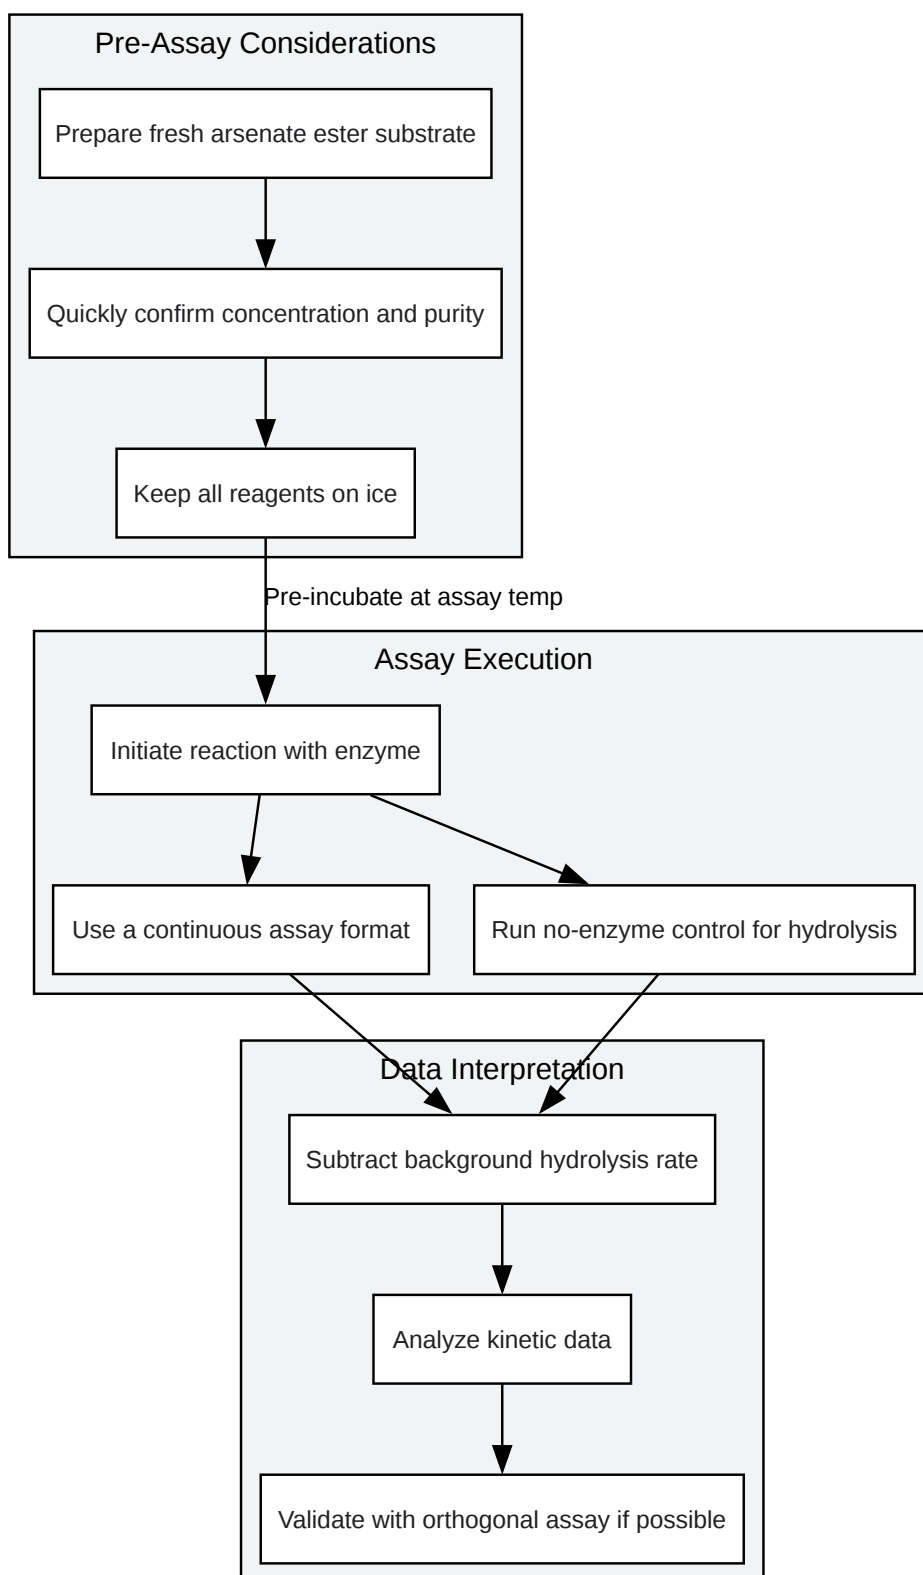 Pre-Assay Considerations
Prepare fresh arsenate ester substrate
Quickly confirm concentration and purity
Keep all reagents on ice
Pre-incubate at assay temp
Assay Execution
Initiate reaction with enzyme
Use a continuous assay format
Run no-enzyme control for hydrolysis
Data Interpretation
Subtract background hydrolysis rate
Analyze kinetic data
Validate with orthogonal assay if possible